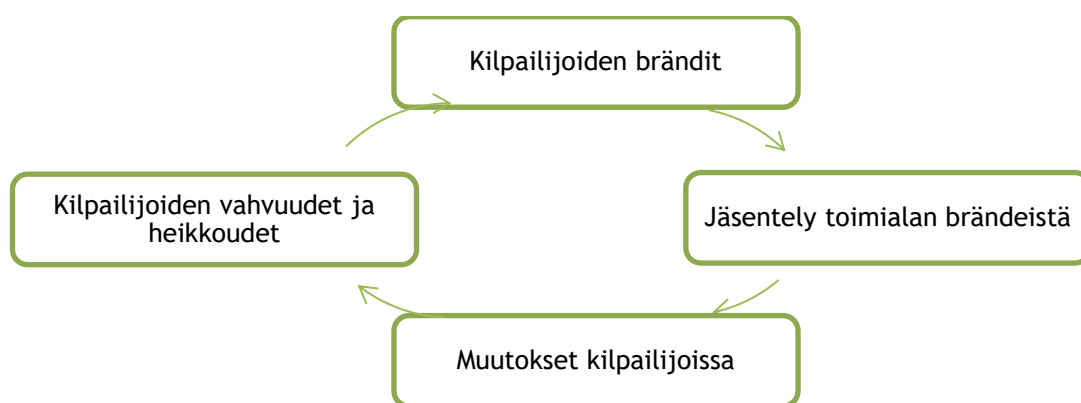 Kilpailijoiden brändit
Kilpailijoiden vahvuudet ja
heikkoudet
Jäsentely toimialan brändeistä
Muutokset kilpailijoissa